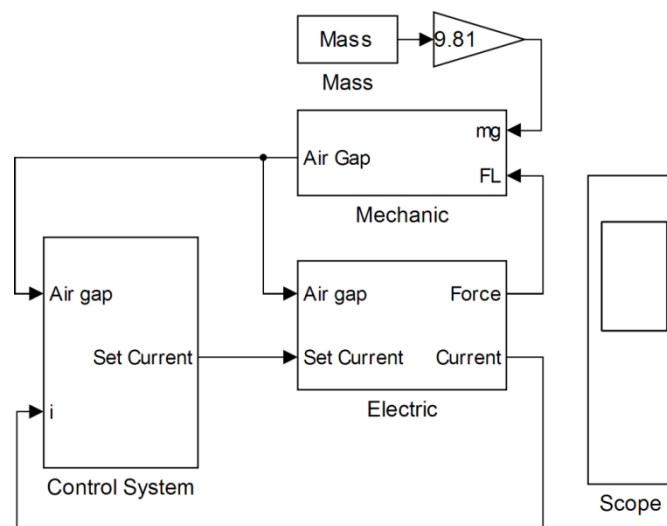 Mass
9.81
Mass
mg
Air Gap
FL
Mechanic
Air gap
Set Current
i
Control System
Air gap
Force
Set Current
Current
Electric
Scope